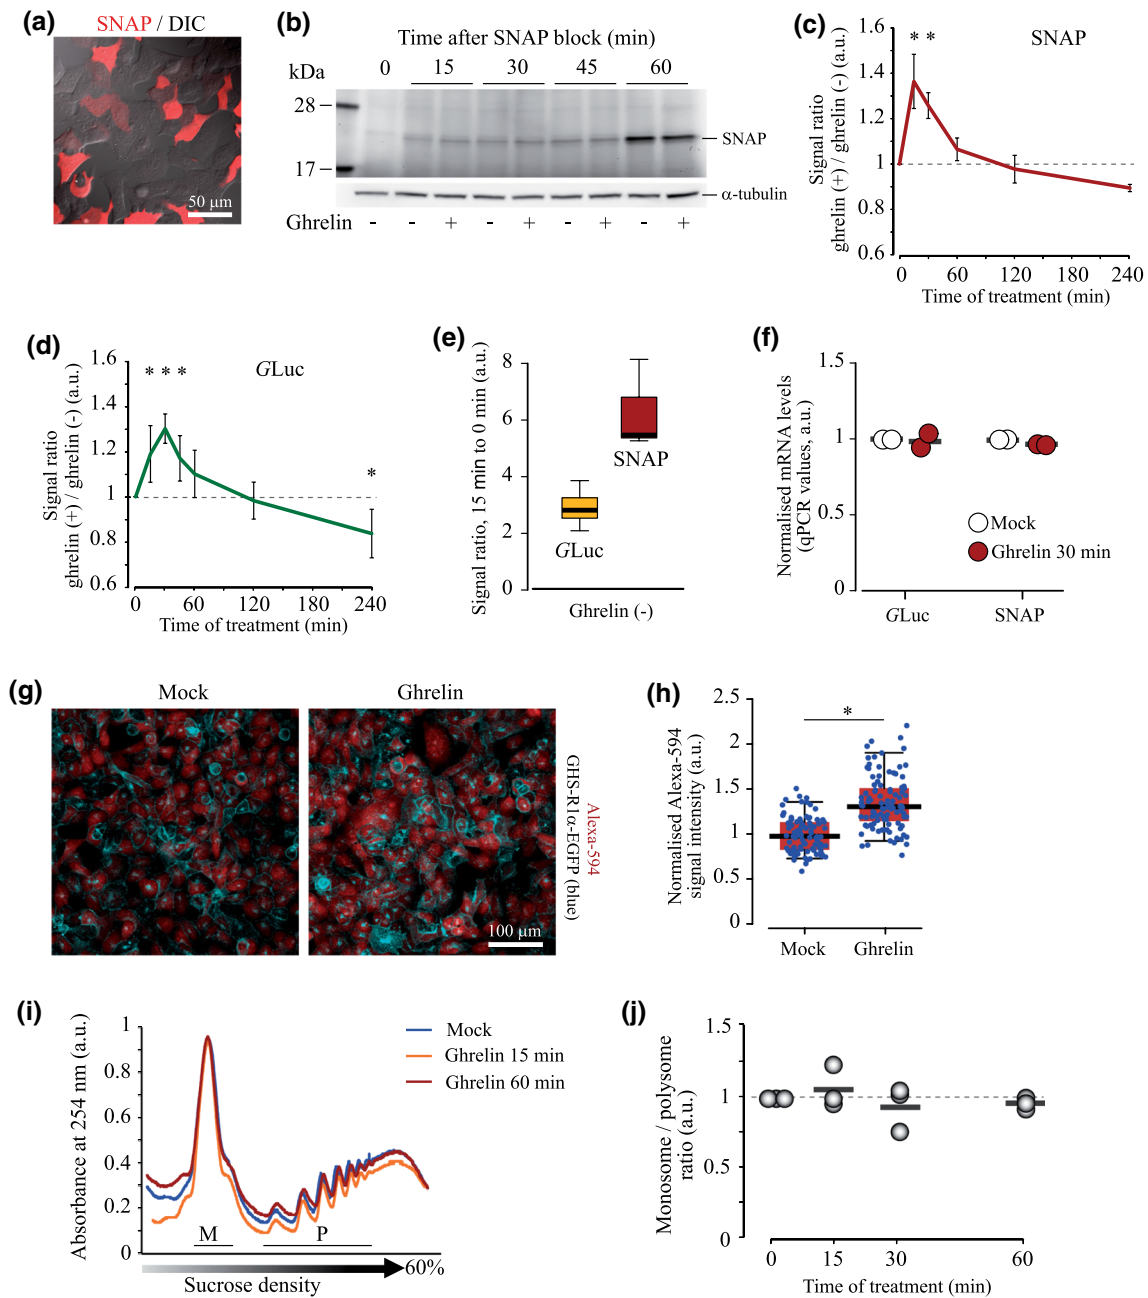 (a)
SNAP / DIC
50 μm
(b)
Time after SNAP block (min)
kDa
0 15 30 45 60
28
17
SNAP
α-tubulin
Ghrelin - - + - + - + - +
(c)
SNAP
Signal ratio
ghrelin (+) / ghrelin (-) (a.u.)
1.6
1.4
1.2
1
0.8
0.6
* *
0 60 120 180 240
Time of treatment (min)
(d)
GLuc
Signal ratio
ghrelin (+) / ghrelin (-) (a.u.)
1.6
1.4
1.2
1
0.8
0.6
* * *
*
0 60 120 180 240
Time of treatment (min)
(e)
Signal ratio, 15 min to 0 min (a.u.)
8
6
4
2
0
SNAP
GLuc
Ghrelin (-)
(f)
Normalised mRNA levels
(qPCR values, a.u.)
1.5
1
0.5
0
Mock
Ghrelin 30 min
GLuc SNAP
(g)
Mock Ghrelin
100 μm
Alexa-594
GHS-R1α-EGFP (blue)
(h)
Normalised Alexa-594
signal intensity (a.u.)
2.5
2
1.5
1
0.5
0
*
Mock Ghrelin
(i)
Absorbance at 254 nm (a.u.)
1
0.8
0.6
0.4
0.2
0
Mock
Ghrelin 15 min
Ghrelin 60 min
M P
60%
Sucrose density
(j)
Monosome / polysome
ratio (a.u.)
1.5
1
0.5
0
0 15 30 60
Time of treatment (min)